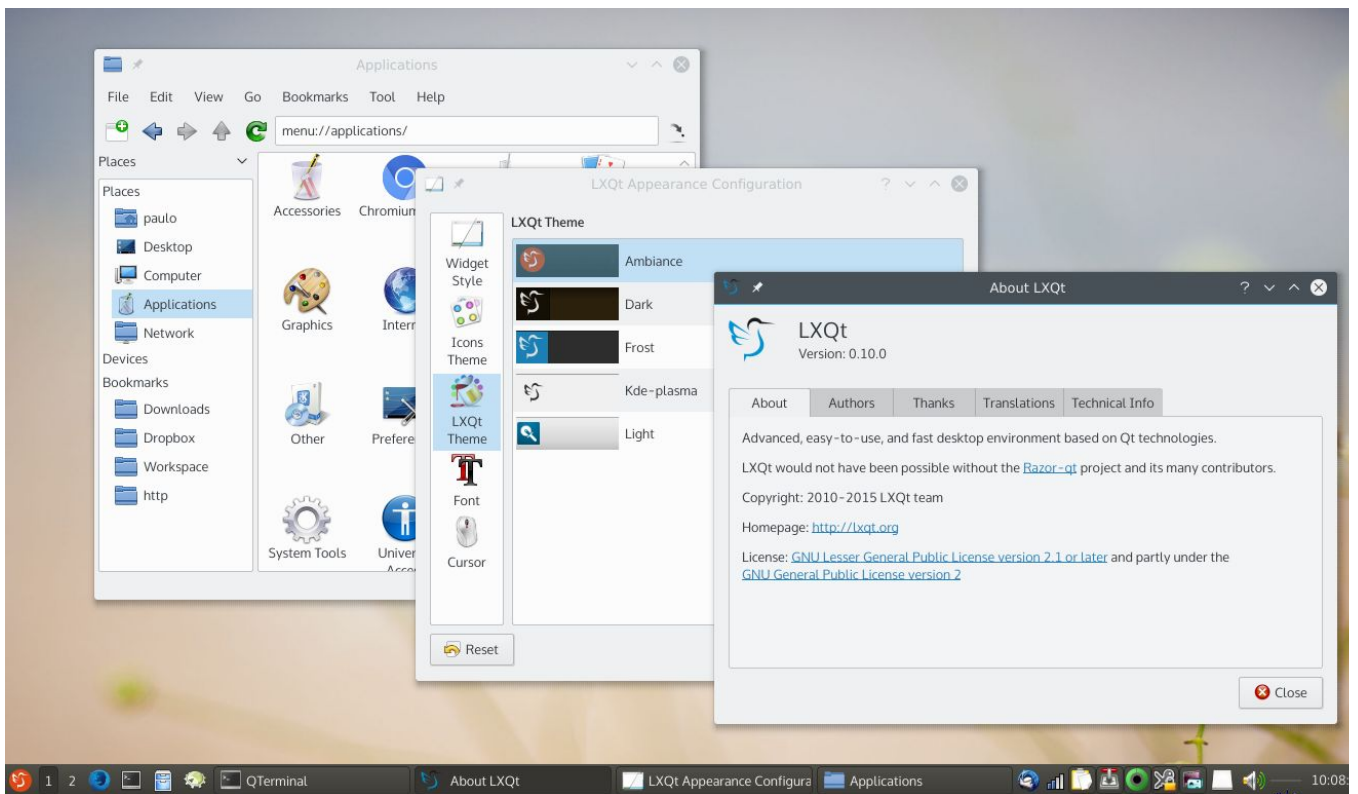 Applications
File Edit View Go Bookmarks Tool Help
menu://applications/
Places
Places
paulo
Desktop
Computer
Applications
Network
Devices
Bookmarks
Downloads
Dropbox
Workspace
http
Accessories
Graphics
Other
System Tools
LXQt Appearance Configuration
Widget
Style
Icons
Theme
LXQt
Theme
Font
Cursor
LXQt Theme
Ambiance
Dark
Frost
Kde-plasma
Light
Reset
About LXQt
LXQt
Version: 0.10.0
About Authors Thanks Translations Technical Info
Advanced, easy-to-use, and fast desktop environment based on Qt technologies.
LXQt would not have been possible without the Razor-qt project and its many contributors.
Copyright: 2010-2015 LXQt team
Homepage: http://lxqt.org
License: GNU Lesser General Public License version 2.1 or later and partly under the
GNU General Public License version 2
Close
1 2 QTerminal About LXQt LXQt Appearance Configura Applications 10:08: